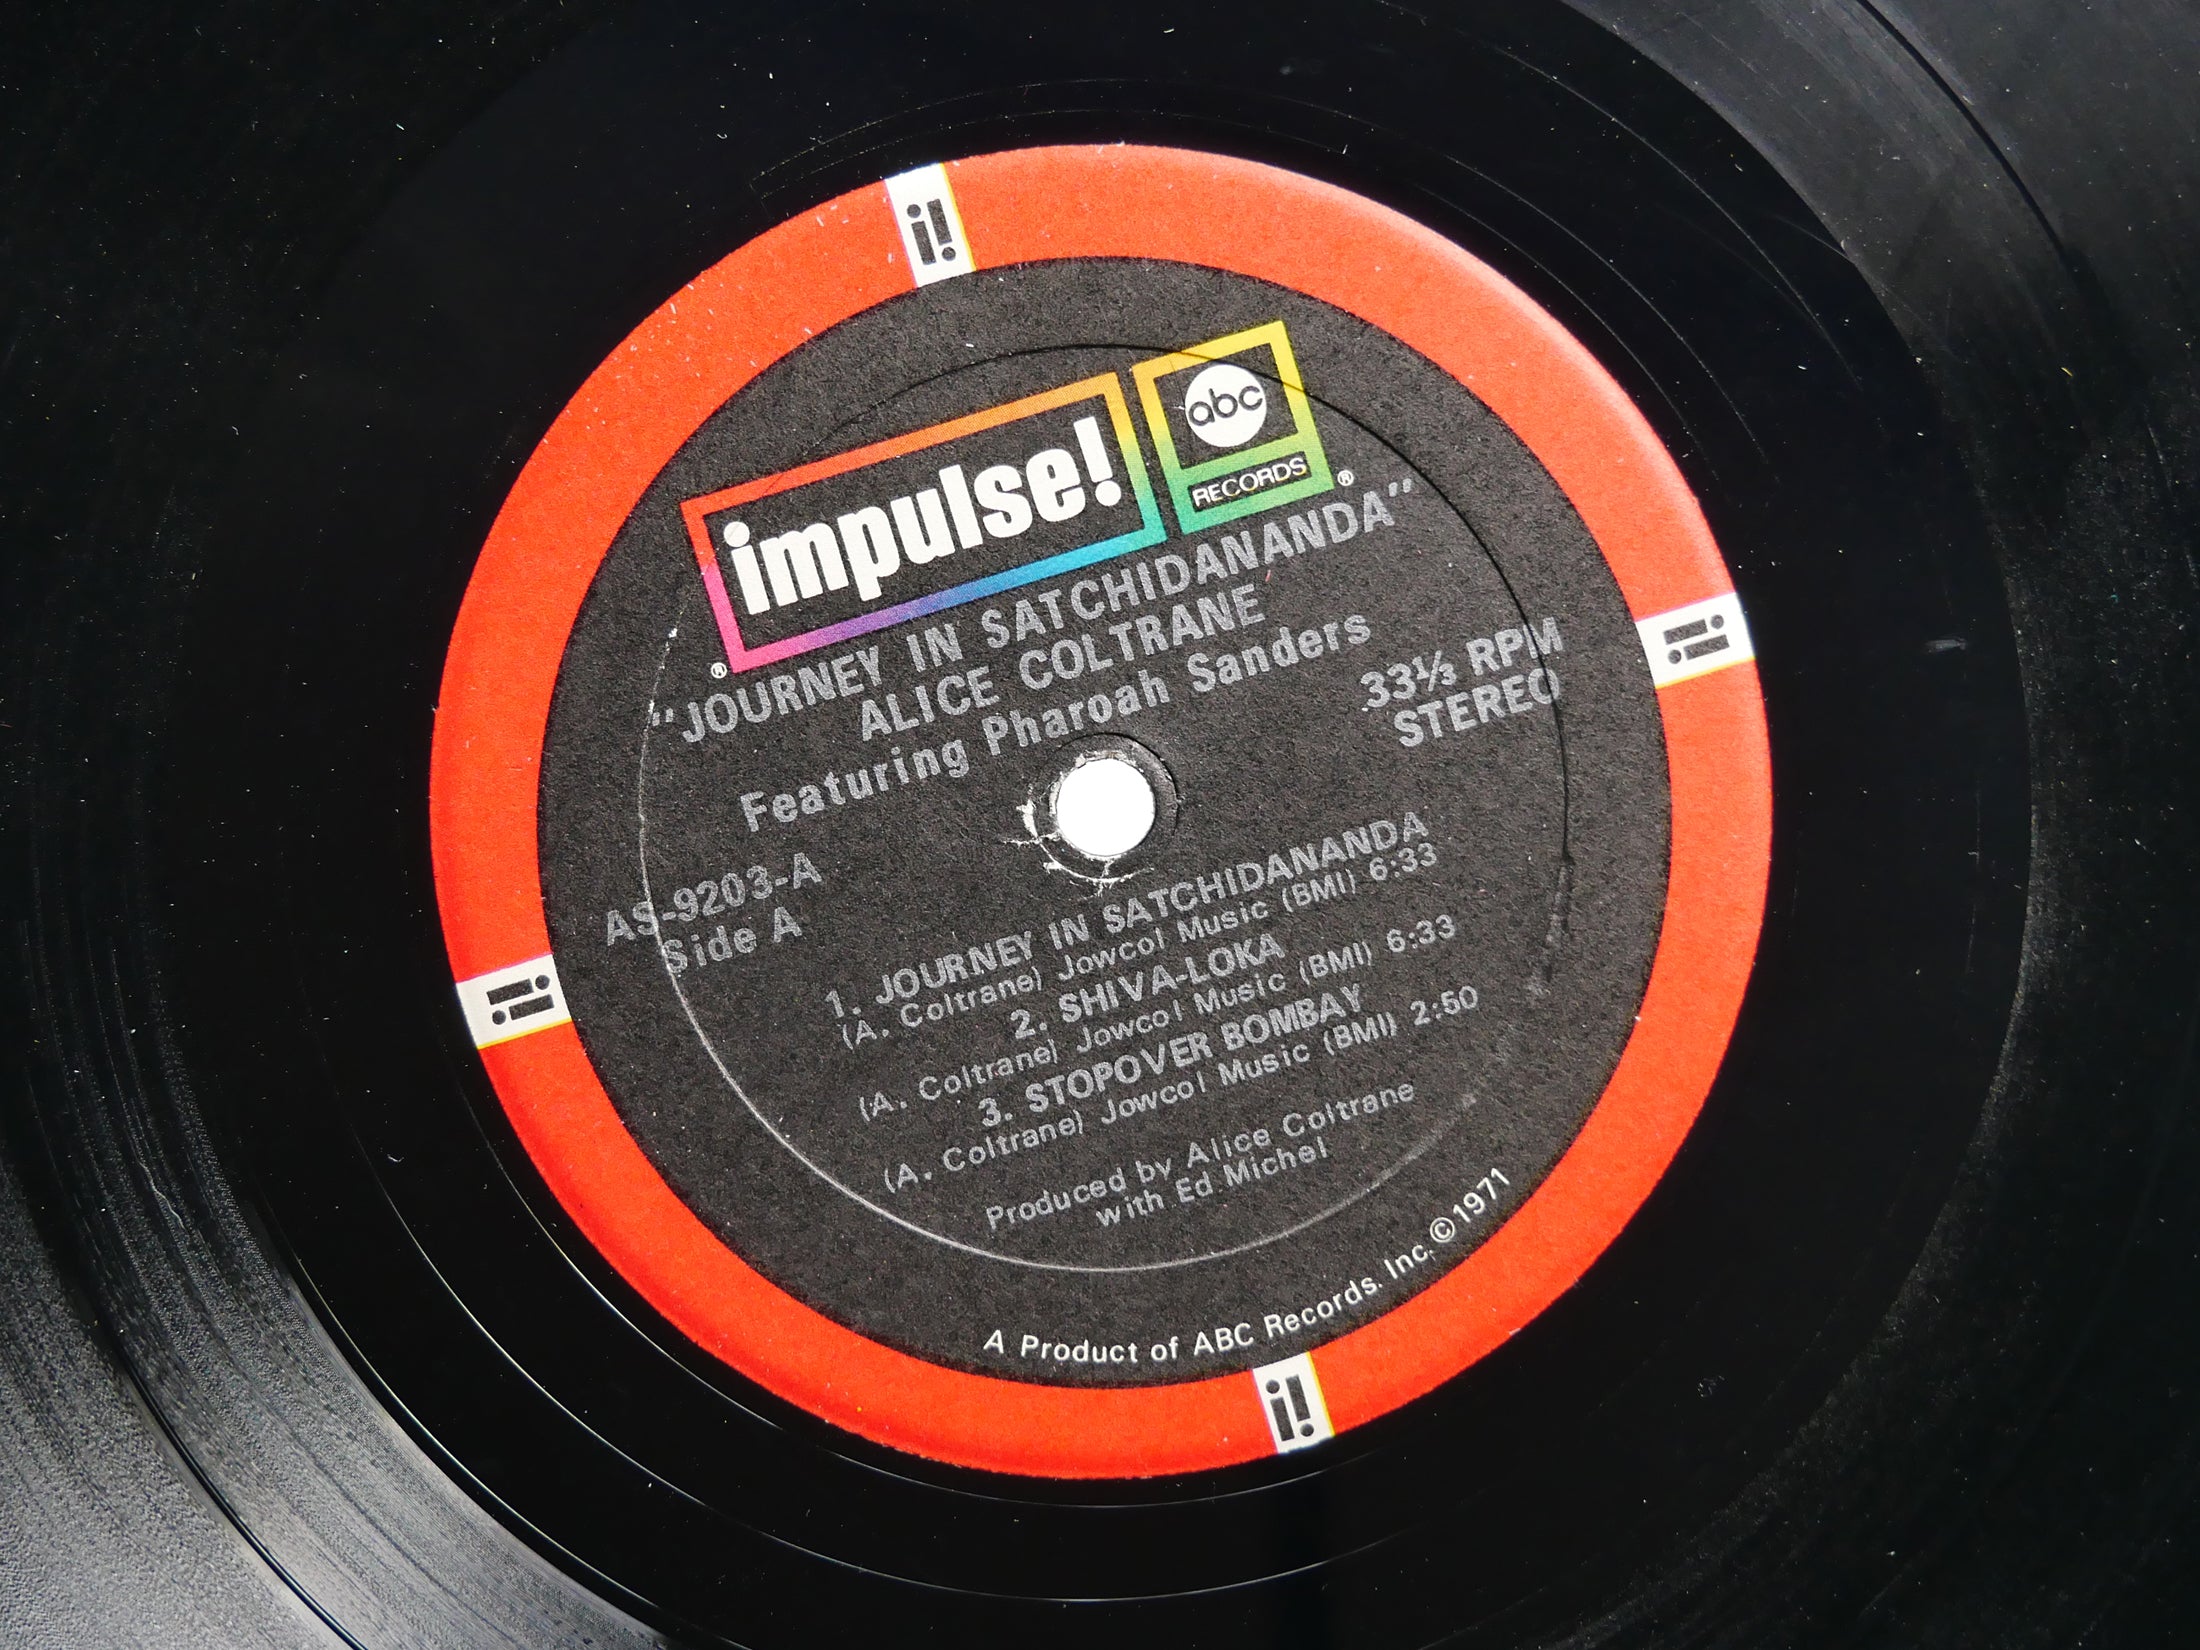 i!
impulse!
abc
RECORDS
®
®
"JOURNEY IN SATCHIDANANDA"
ALICE COLTRANE
Featuring Pharoah Sanders
33⅓ RPM
STEREO
AS-9203-A
Side A
1. JOURNEY IN SATCHIDANANDA
(A. Coltrane) Jowcol Music (BMI) 6:33
2. SHIVA-LOKA
(A. Coltrane) Jowcol Music (BMI) 6:33
3. STOPOVER BOMBAY
(A. Coltrane) Jowcol Music (BMI) 2:50
Produced by Alice Coltrane
with Ed Michel
A Product of ABC Records. Inc. © 1971
i!
i!
i!